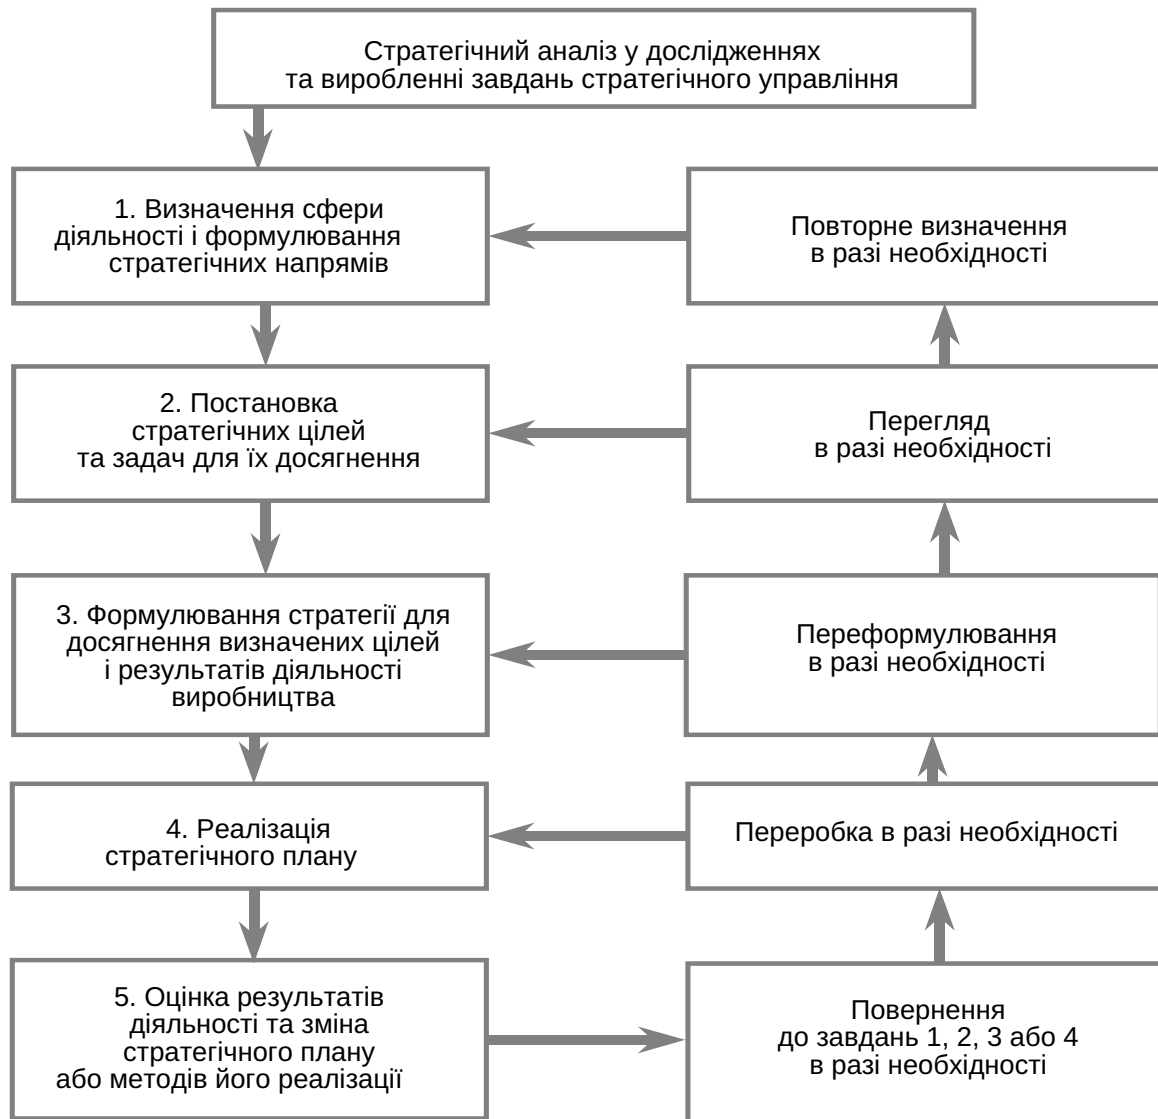 Стратегічний аналіз у дослідженнях
та виробленні завдань стратегічного управління
1. Визначення сфери
діяльності і формулювання
стратегічних напрямів
Повторне визначення
в разі необхідності
2. Постановка
стратегічних цілей
та задач для їх досягнення
Перегляд
в разі необхідності
3. Формулювання стратегії для
досягнення визначених цілей
і результатів діяльності
виробництва
Переформулювання
в разі необхідності
4. Реалізація
стратегічного плану
Переробка в разі необхідності
5. Оцінка результатів
діяльності та зміна
стратегічного плану
або методів його реалізації
Повернення
до завдань 1, 2, 3 або 4
в разі необхідності